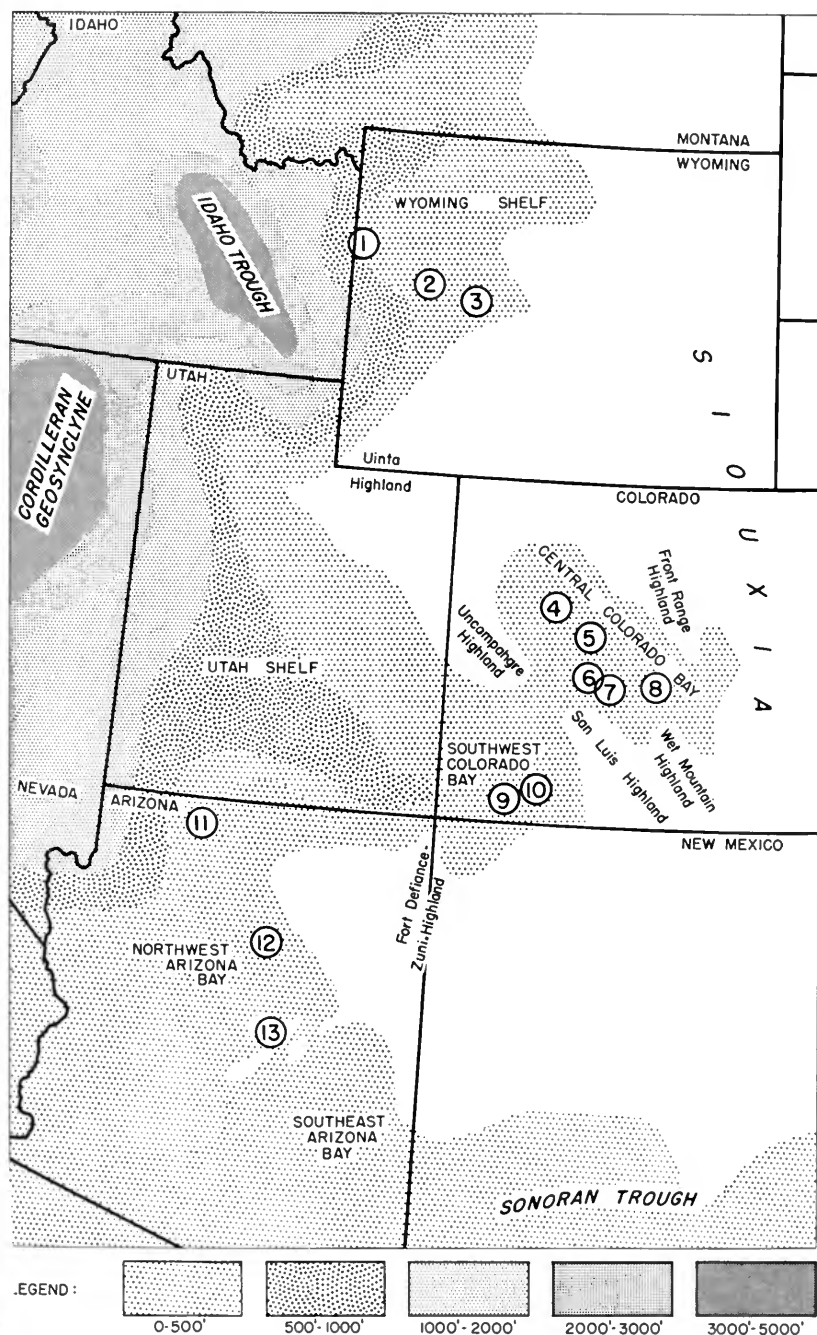 IDAHO
MONTANA
WYOMING
WYOMING SHELF
1
IDAHO TROUGH
2
3
S I O
UTAH
CORDILLERAN
GEOSYNCLYNE
Uinta
Highland
COLORADO
U X I A
CENTRAL COLORADO BAY
Front Range
Highland
4
Uncompahgre
Highland
5
UTAH SHELF
6
7
8
San Luis Highland
Wet Mountain
Highland
SOUTHWEST
COLORADO
BAY
9
10
NEVADA
ARIZONA
11
NEW MEXICO
Fort Defiance-
Zuni Highland
12
NORTHWEST
ARIZONA
BAY
13
SOUTHEAST
ARIZONA
BAY
SONORAN TROUGH
.EGEND :
0-500'
500'-1000'
1000'-2000'
2000'-3000'
3000'-5000'